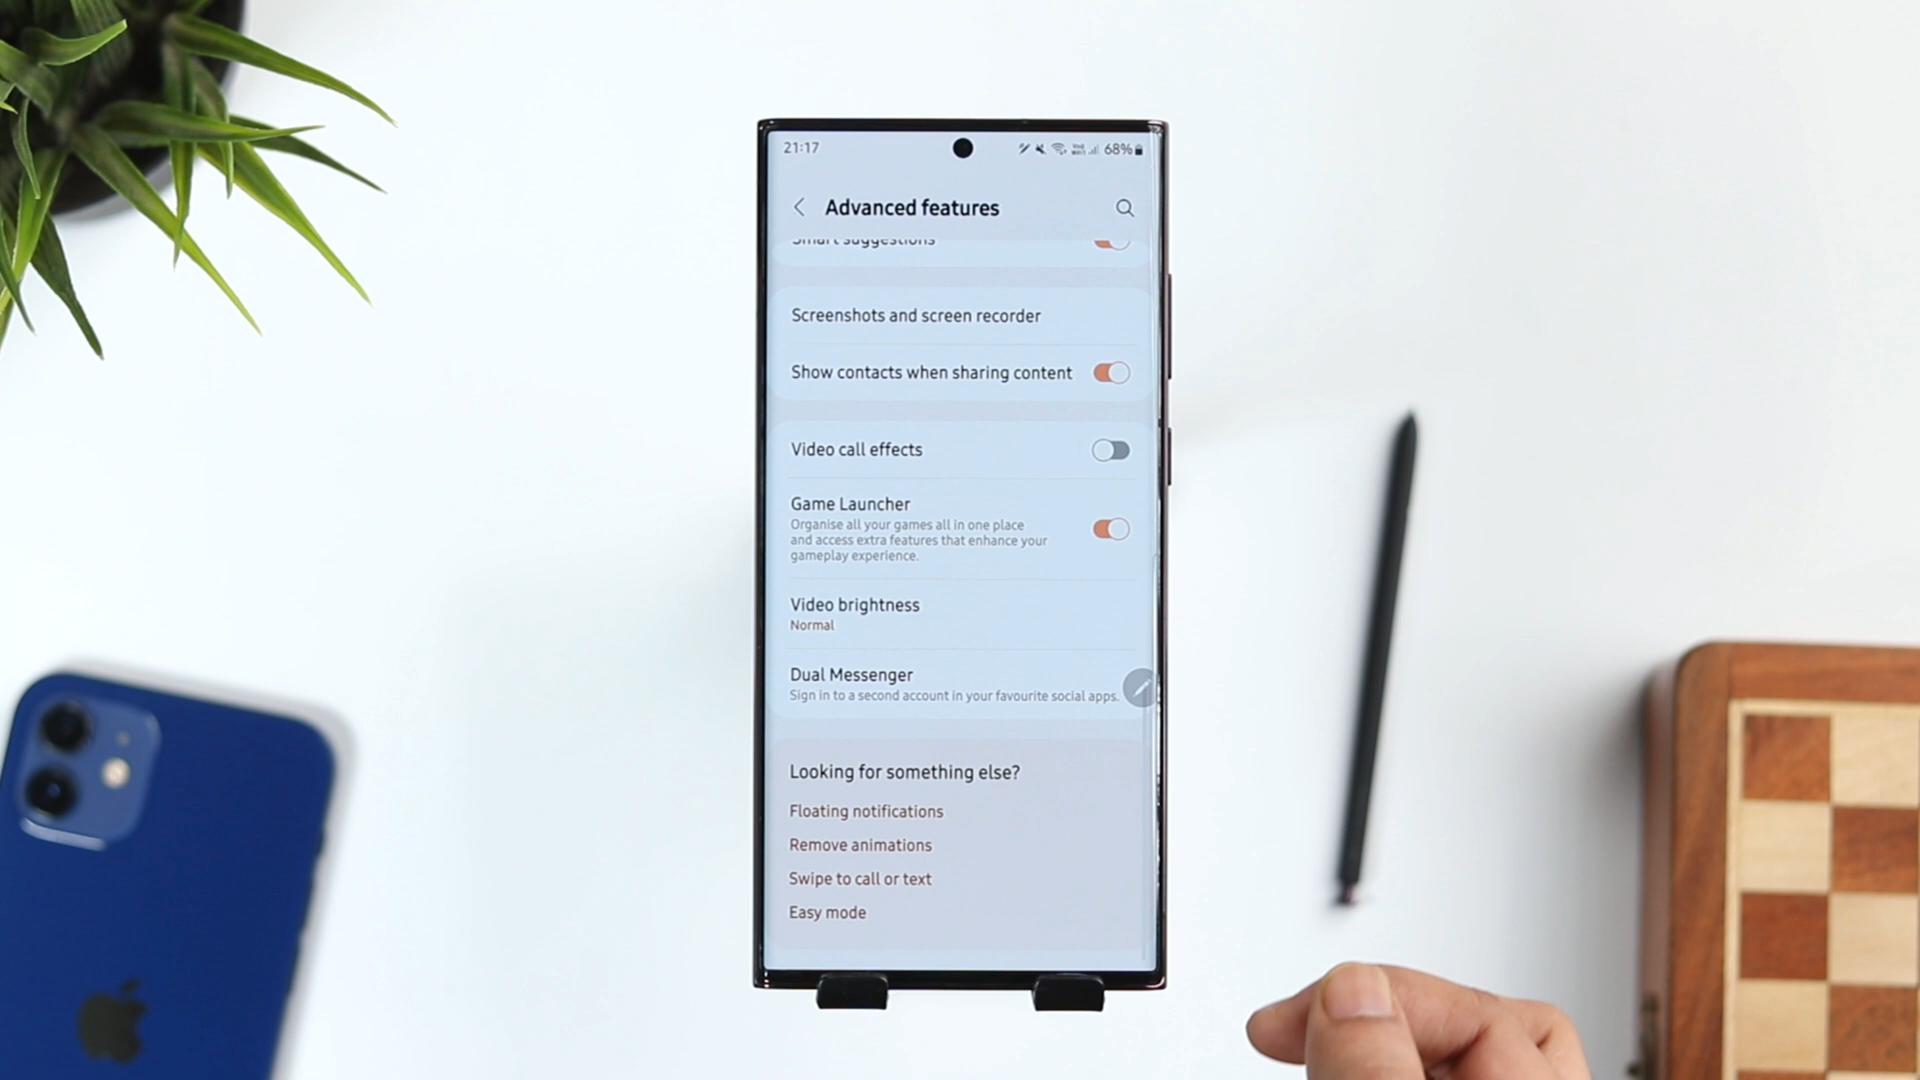 21:17
68%
Advanced features
Smart suggestions
Screenshots and screen recorder
Show contacts when sharing content
Video call effects
Game Launcher
Organise all your games all in one place
and access extra features that enhance your
gameplay experience.
Video brightness
Normal
Dual Messenger
Sign in to a second account in your favourite social apps.
Looking for something else?
Floating notifications
Remove animations
Swipe to call or text
Easy mode